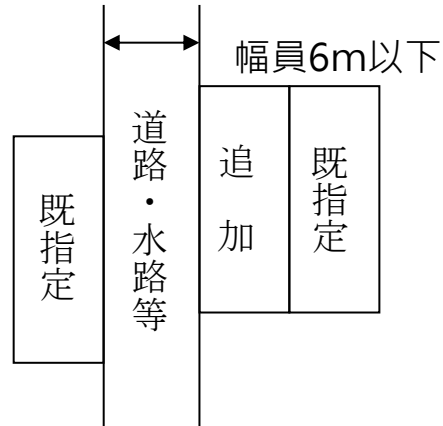 幅員6m以下
既指定
追加
道路・水路等
既指定